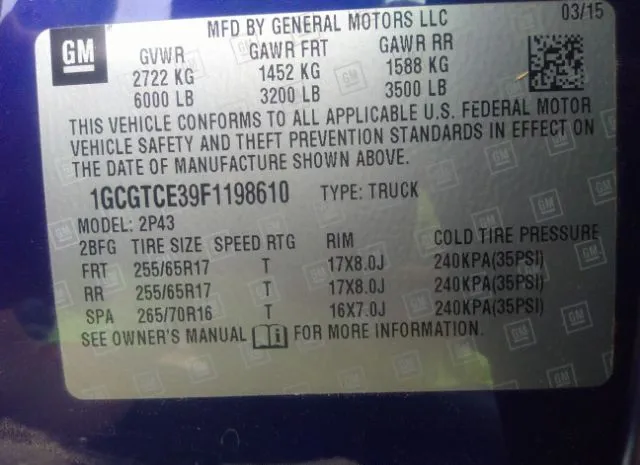 MFD BY GENERAL MOTORS LLC 03/15
GM
GVWR GAWR FRT GAWR RR
2722 KG 1452 KG 1588 KG
6000 LB 3200 LB 3500 LB
THIS VEHICLE CONFORMS TO ALL APPLICABLE U.S. FEDERAL MOTOR
VEHICLE SAFETY AND THEFT PREVENTION STANDARDS IN EFFECT ON
THE DATE OF MANUFACTURE SHOWN ABOVE.
1GCGTCE39F1198610 TYPE: TRUCK
MODEL: 2P43
2BFG TIRE SIZE SPEED RTG RIM COLD TIRE PRESSURE
FRT 255/65R17 T 17X8.0J 240KPA(35PSI)
RR 255/65R17 T 17X8.0J 240KPA(35PSI)
SPA 265/70R16 T 16X7.0J 240KPA(35PSI)
SEE OWNER'S MANUAL FOR MORE INFORMATION.